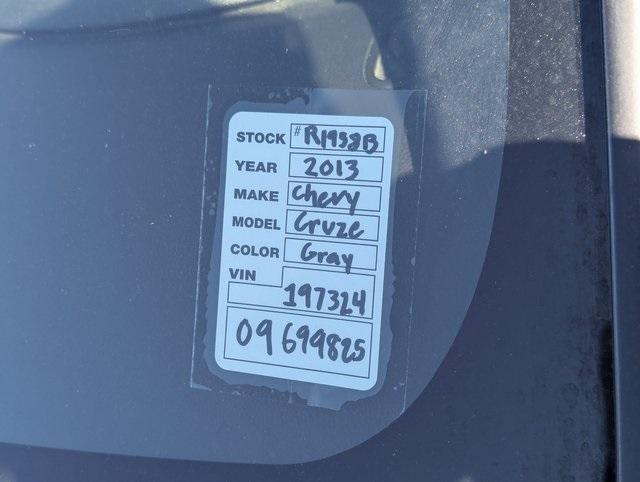 STOCK #R1938B
YEAR 2013
MAKE Chevy
MODEL Cruze
COLOR Gray
VIN
197324
09699825